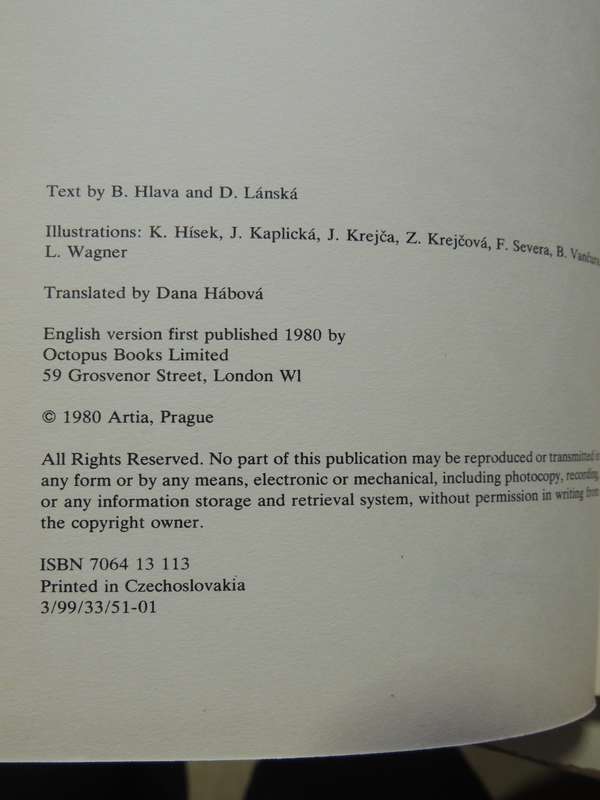 Text by B. Hlava and D. Lánská
Illustrations: K. Hísek, J. Kaplická, J. Krejča, Z. Krejčová, F. Severa, B. Vančura,
L. Wagner
Translated by Dana Hábová
English version first published 1980 by
Octopus Books Limited
59 Grosvenor Street, London Wl
© 1980 Artia, Prague
All Rights Reserved. No part of this publication may be reproduced or transmitted in
any form or by any means, electronic or mechanical, including photocopy, recording,
or any information storage and retrieval system, without permission in writing from
the copyright owner.
ISBN 7064 13 113
Printed in Czechoslovakia
3/99/33/51-01